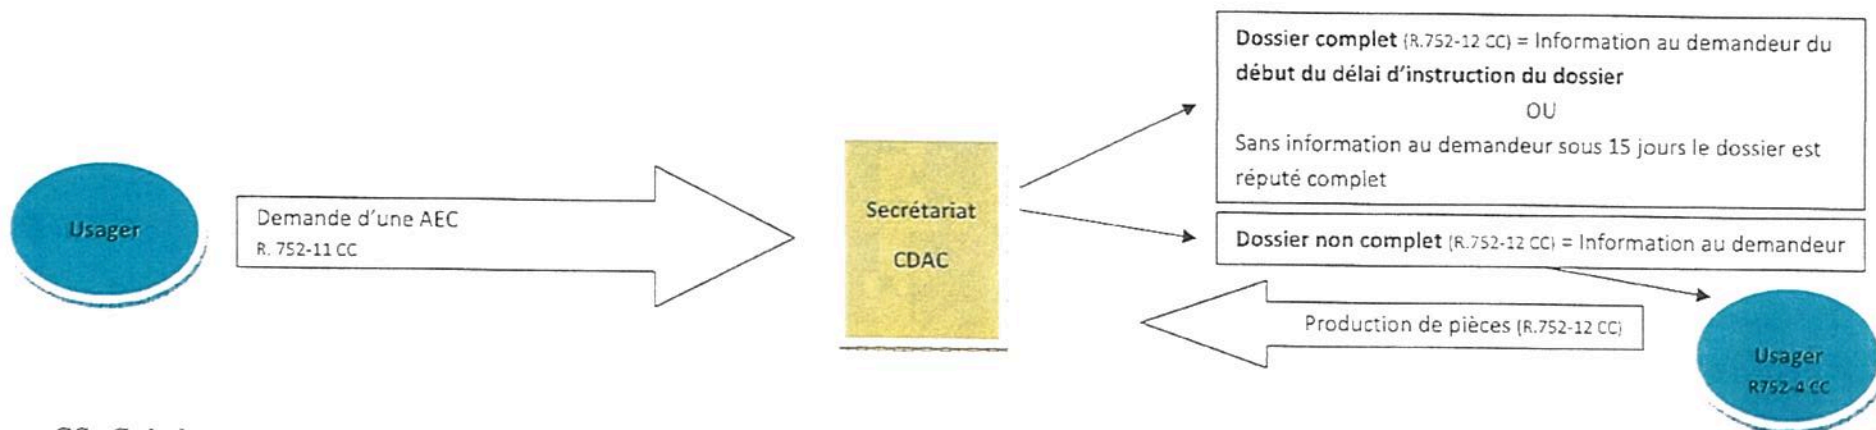 Usager
Demande d'une AEC
R. 752-11 CC
Secrétariat
CDAC
Dossier complet (R.752-12 CC) = Information au demandeur du
début du délai d'instruction du dossier
OU
Sans information au demandeur sous 15 jours le dossier est
réputé complet
Dossier non complet (R.752-12 CC) = Information au demandeur
Production de pièces (R.752-12 CC)
Usager
R752-4 CC